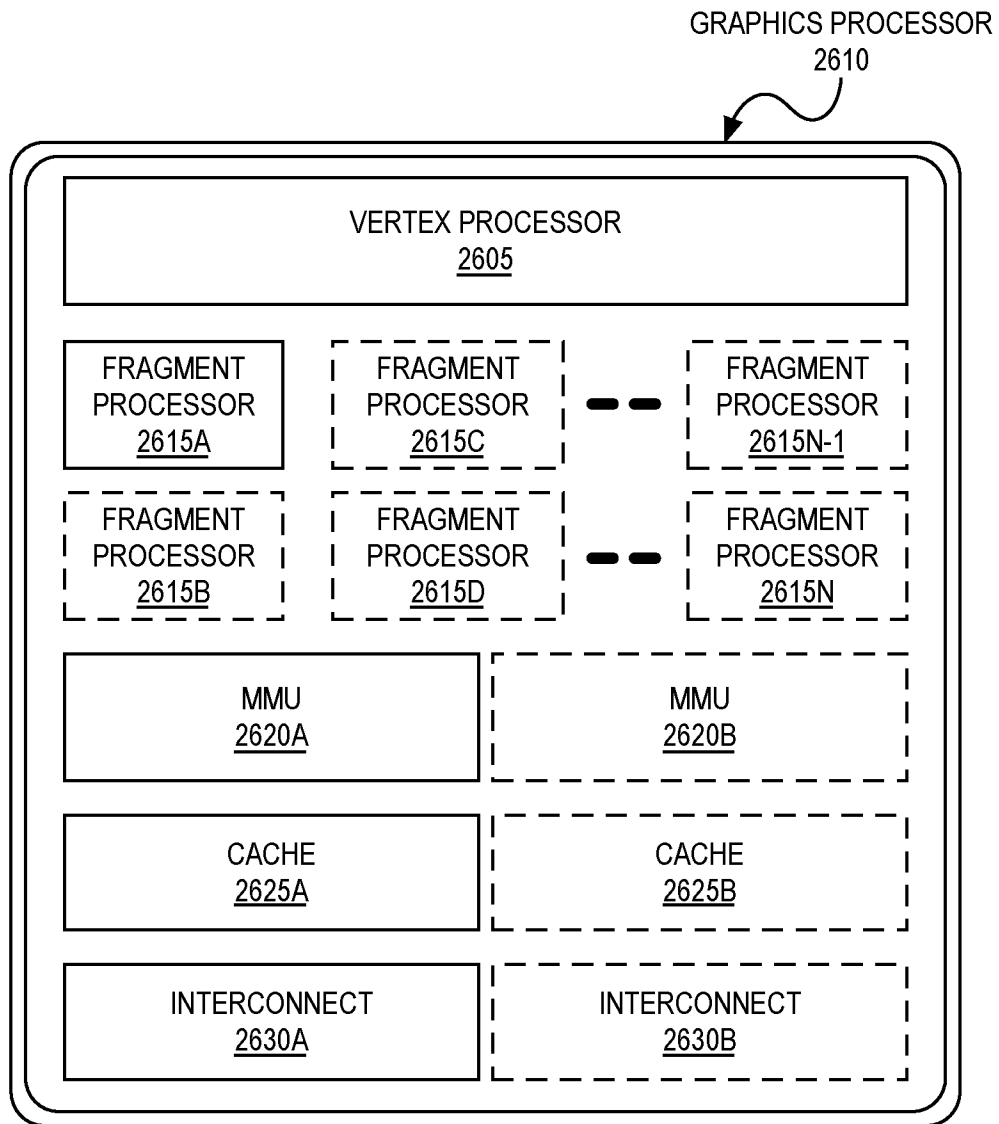 GRAPHICS PROCESSOR
2610
VERTEX PROCESSOR
2605
FRAGMENT
PROCESSOR
2615A
FRAGMENT
PROCESSOR
2615C
FRAGMENT
PROCESSOR
2615N-1
FRAGMENT
PROCESSOR
2615B
FRAGMENT
PROCESSOR
2615D
FRAGMENT
PROCESSOR
2615N
MMU
2620A
MMU
2620B
CACHE
2625A
CACHE
2625B
INTERCONNECT
2630A
INTERCONNECT
2630B